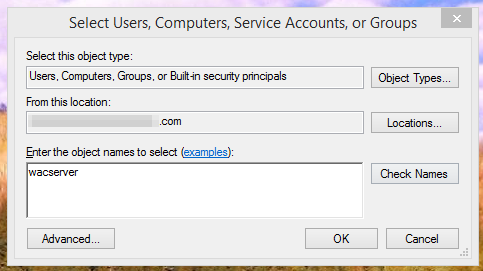 Select Users, Computers, Service Accounts, or Groups
Select this object type:
Users, Computers, Groups, or Built-in security principals
Object Types...
From this location:
.com
Locations...
Enter the object names to select (examples):
wacserver
Check Names
Advanced...
OK
Cancel